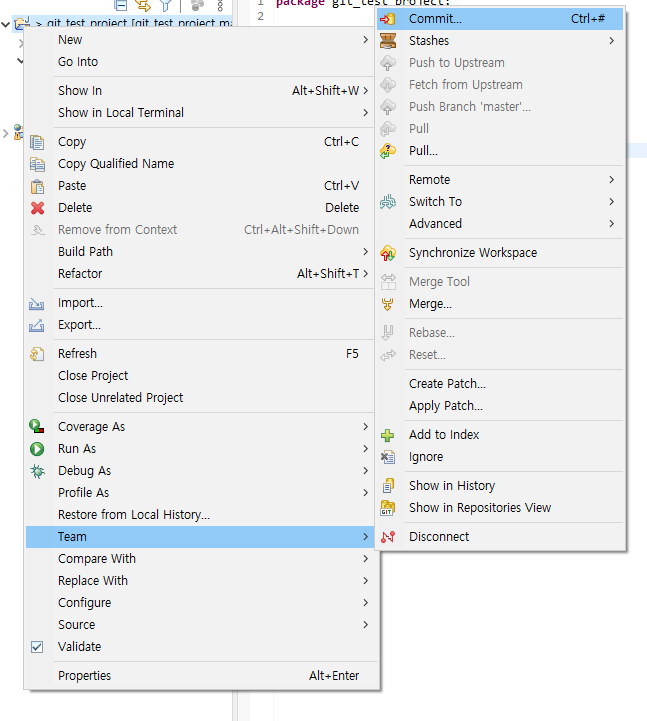 > git_test_project [git_test_project ma
1 package git_test_project;
2
New
Go Into
Show In Alt+Shift+W >
Show in Local Terminal >
Copy Ctrl+C
Copy Qualified Name
Paste Ctrl+V
Delete Delete
Remove from Context Ctrl+Alt+Shift+Down
Build Path >
Refactor Alt+Shift+T >
Import...
Export...
Refresh F5
Close Project
Close Unrelated Project
Coverage As >
Run As >
Debug As >
Profile As >
Restore from Local History...
Team >
Compare With >
Replace With >
Configure >
Source >
Validate
Properties Alt+Enter
Commit... Ctrl+#
Stashes >
Push to Upstream
Fetch from Upstream
Push Branch 'master'...
Pull
Pull...
Remote >
Switch To >
Advanced >
Synchronize Workspace
Merge Tool
Merge...
Rebase...
Reset...
Create Patch...
Apply Patch...
Add to Index
Ignore
Show in History
GIT Show in Repositories View
Disconnect